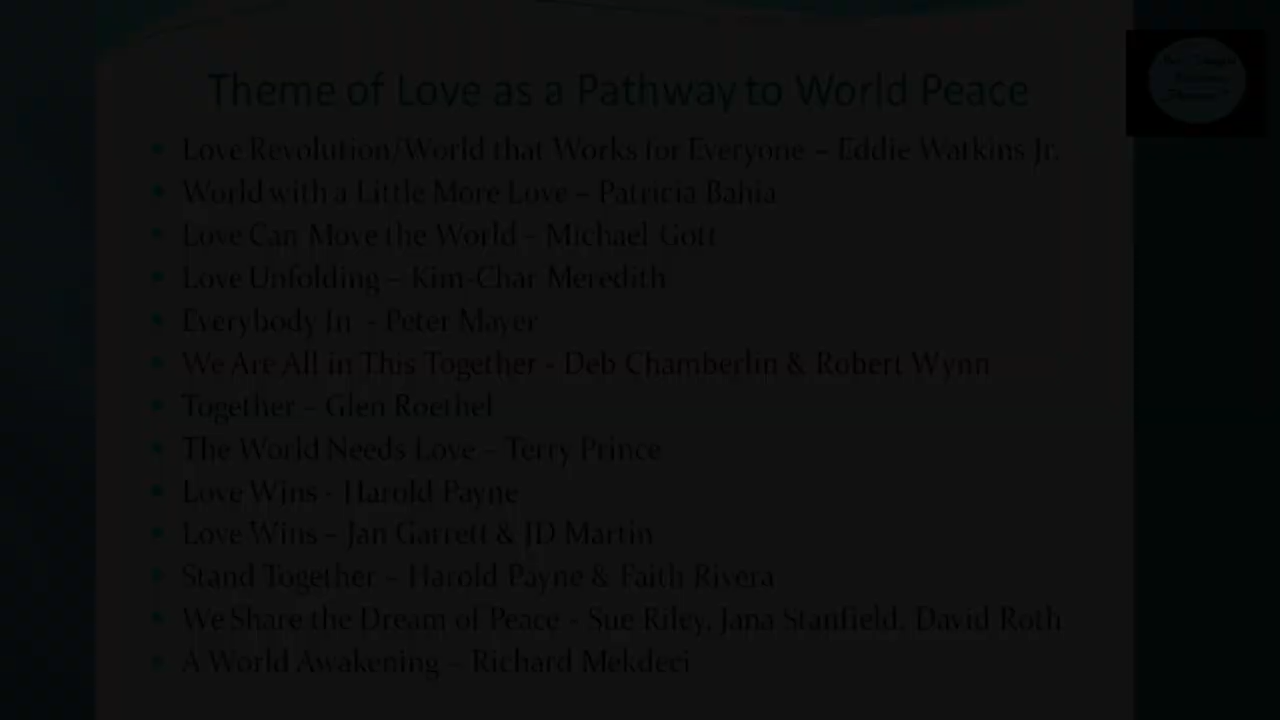 Theme of Love as a Pathway to World Peace
• Love Revolution/World that Works for Everyone – Eddie Watkins Jr.
• World with a Little More Love – Patricia Bahia
• Love Can Move the World – Michael Gott
• Love Unfolding – Kim-Char Meredith
• Everybody In - Peter Mayer
• We Are All in This Together - Deb Chamberlin & Robert Wynn
• Together – Glen Roethel
• The World Needs Love – Terry Prince
• Love Wins - Harold Payne
• Love Wins – Jan Garrett & JD Martin
• Stand Together – Harold Payne & Faith Rivera
• We Share the Dream of Peace - Sue Riley, Jana Stanfield, David Roth
• A World Awakening – Richard Mekdeci